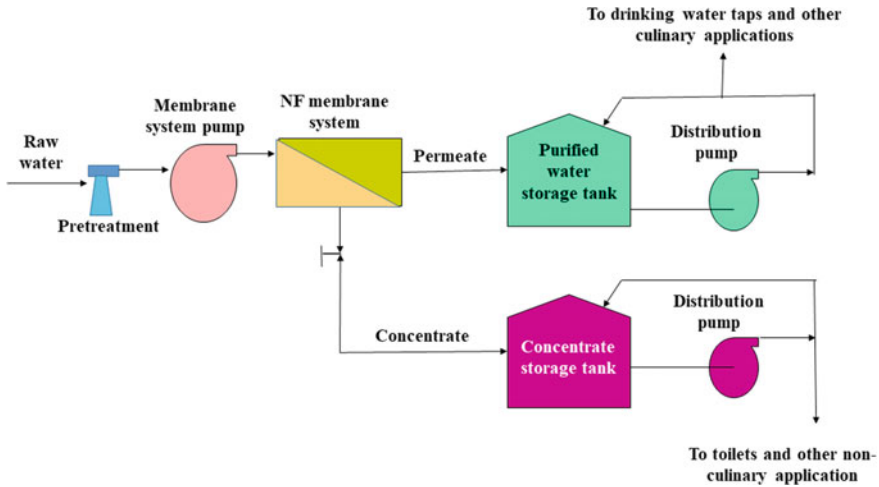 To drinking water taps and other
culinary applications
Membrane
system pump
NF membrane
system
Distribution
pump
Raw
water
Permeate
Purified
water
storage tank
Pretreatment
Distribution
pump
Concentrate
Concentrate
storage tank
To toilets and other non-
culinary application